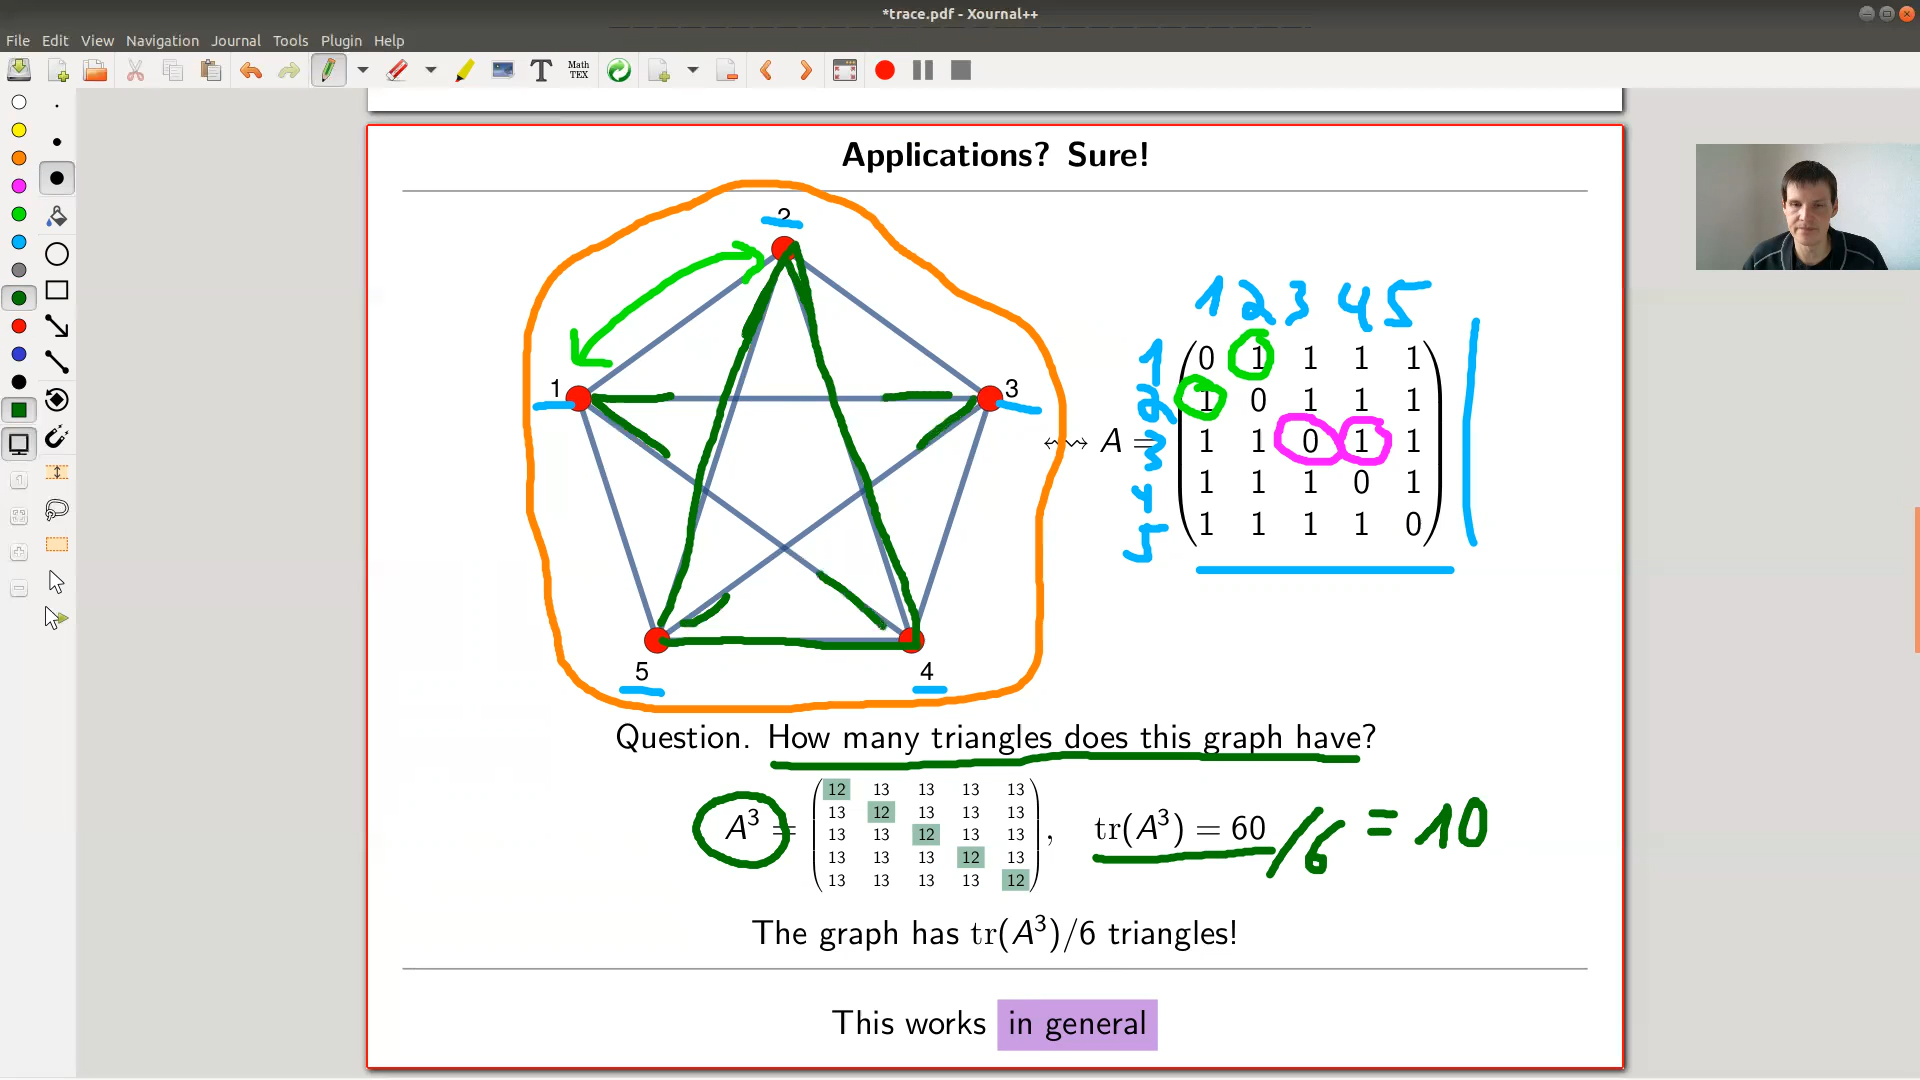 *trace.pdf - Xournal++
File Edit View Navigation Journal Tools Plugin Help
Math
TEX
Applications? Sure!
2
1
3
5
4
1 2 3 4 5
1
2
3
4
5
⇝ A =
0 1 1 1 1
1 0 1 1 1
1 1 0 1 1
1 1 1 0 1
1 1 1 1 0
Question. How many triangles does this graph have?
A³ =
12 13 13 13 13
13 12 13 13 13
13 13 12 13 13
13 13 13 12 13
13 13 13 13 12
, tr(A³) = 60 /6 = 10
The graph has tr(A³)/6 triangles!
This works in general